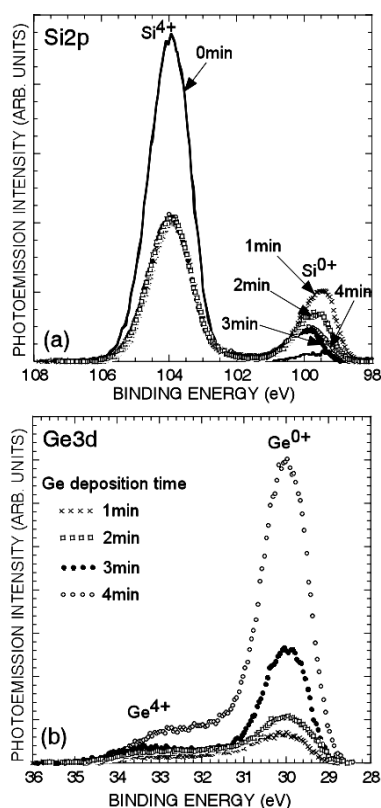 Si2p
Si4+
0min
1min
Si0+
2min
4min
3min
(a)
PHOTOEMISSION INTENSITY (ARB. UNITS)
108 106 104 102 100 98
BINDING ENERGY (eV)
Ge3d
Ge0+
Ge deposition time
1min
2min
3min
4min
Ge4+
(b)
PHOTOEMISSION INTENSITY (ARB. UNITS)
36 35 34 33 32 31 30 29 28
BINDING ENERGY (eV)